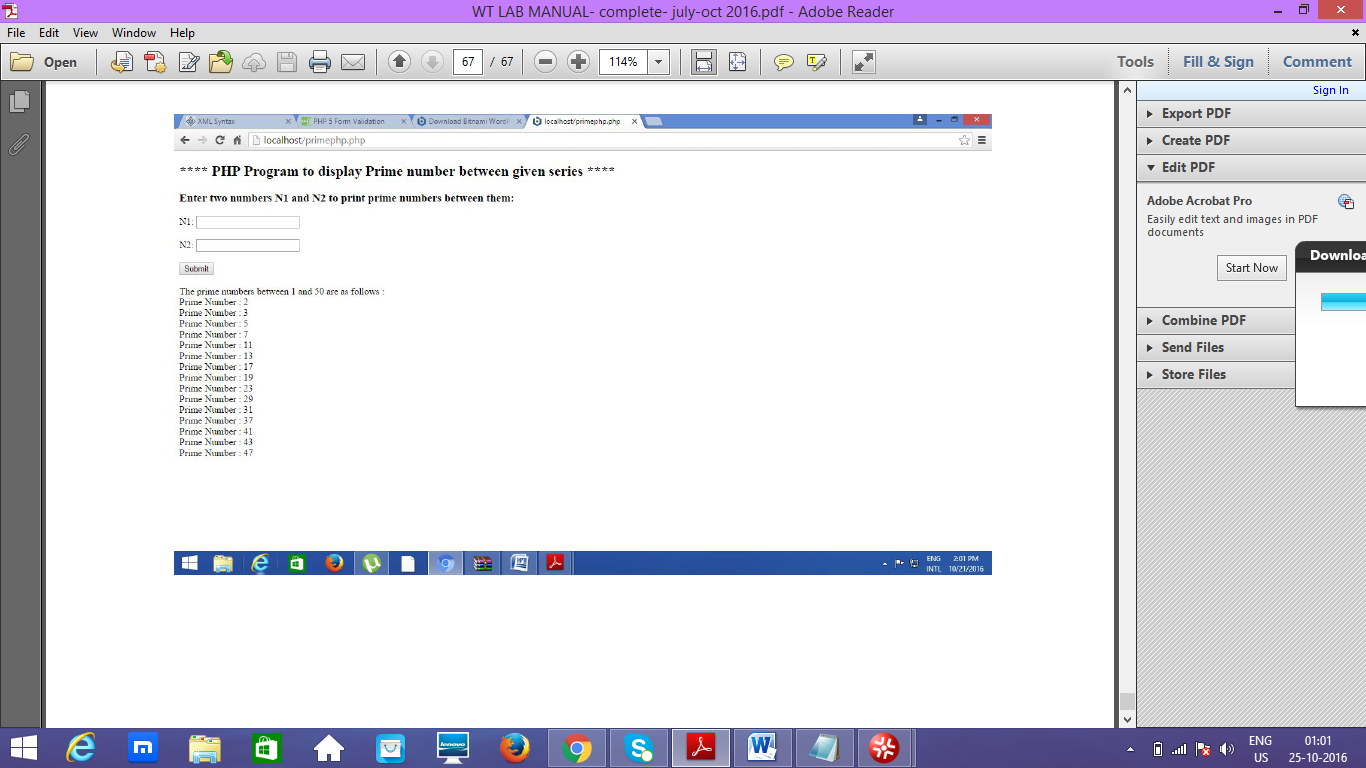 WT LAB MANUAL- complete- july-oct 2016.pdf - Adobe Reader
File Edit View Window Help
Open 67 / 67 114% Tools Fill & Sign Comment
Sign In
Export PDF
Create PDF
Edit PDF
Adobe Acrobat Pro
Easily edit text and images in PDF
documents
Start Now
Downloa
Combine PDF
Send Files
Store Files
XML Syntax PHP 5 Form Validation Download Bitnami WordP localhost/primephp.php
localhost/primephp.php
**** PHP Program to display Prime number between given series ****
Enter two numbers N1 and N2 to print prime numbers between them:
N1:
N2:
Submit
The prime numbers between 1 and 50 are as follows :
Prime Number : 2
Prime Number : 3
Prime Number : 5
Prime Number : 7
Prime Number : 11
Prime Number : 13
Prime Number : 17
Prime Number : 19
Prime Number : 23
Prime Number : 29
Prime Number : 31
Prime Number : 37
Prime Number : 41
Prime Number : 43
Prime Number : 47
ENG 2:01 PM
INTL 10/21/2016
lenovo
ENG 01:01
US 25-10-2016